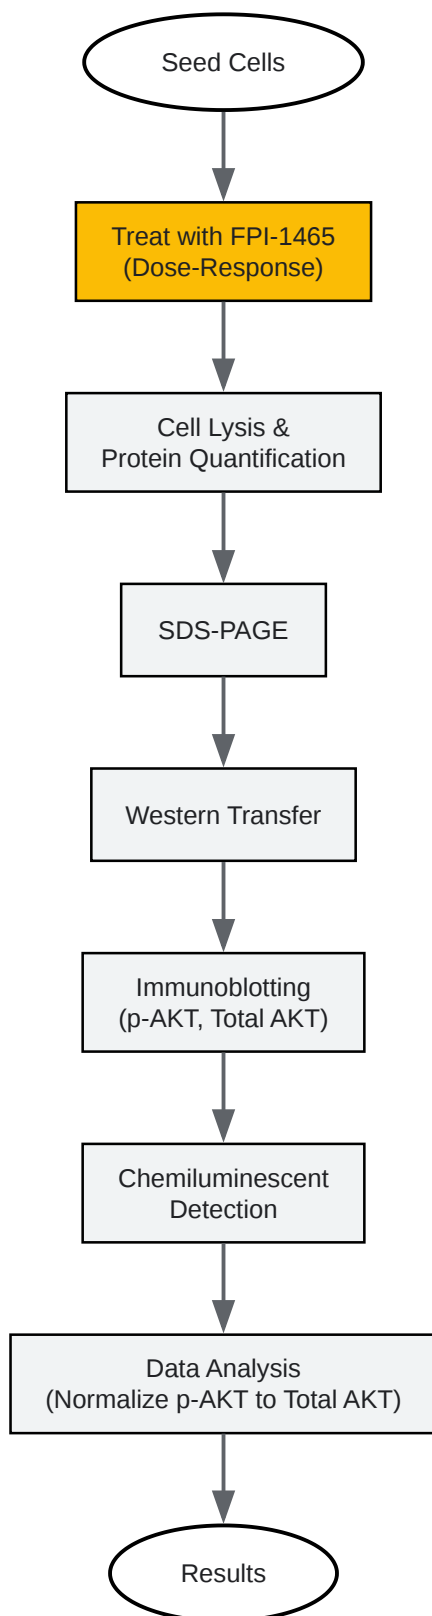 Seed Cells
Treat with FPI-1465
(Dose-Response)
Cell Lysis &
Protein Quantification
SDS-PAGE
Western Transfer
Immunoblotting
(p-AKT, Total AKT)
Chemiluminescent
Detection
Data Analysis
(Normalize p-AKT to Total AKT)
Results